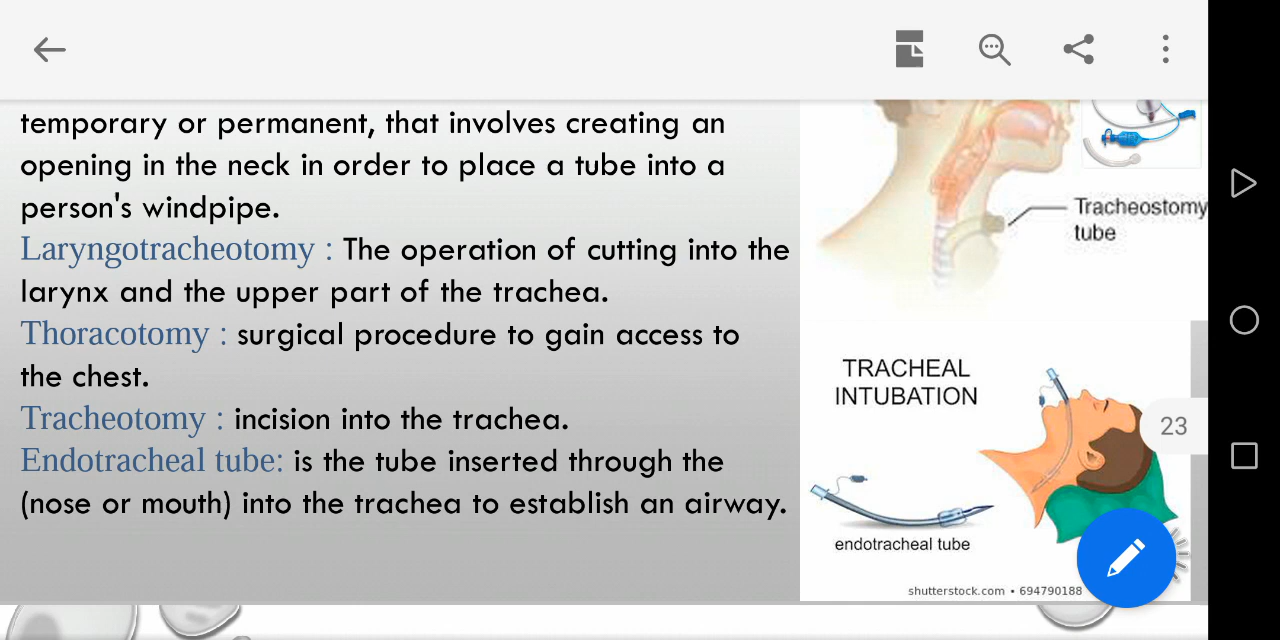 temporary or permanent, that involves creating an
opening in the neck in order to place a tube into a
person's windpipe.
Laryngotracheotomy : The operation of cutting into the
larynx and the upper part of the trachea.
Thoracotomy : surgical procedure to gain access to
the chest.
Tracheotomy : incision into the trachea.
Endotracheal tube: is the tube inserted through the
(nose or mouth) into the trachea to establish an airway.
Tracheostomy
tube
TRACHEAL
INTUBATION
23
endotracheal tube
shutterstock.com • 694790188